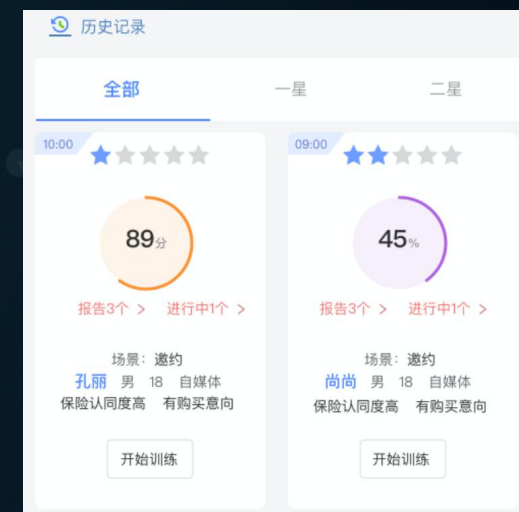 历史记录
全部 一星 二星
10:00
89分
报告3个 > 进行中1个 >
场景：邀约
孔丽 男 18 自媒体
保险认同度高 有购买意向
开始训练
09:00
45%
报告3个 > 进行中1个 >
场景：邀约
尚尚 男 18 自媒体
保险认同度高 有购买意向
开始训练